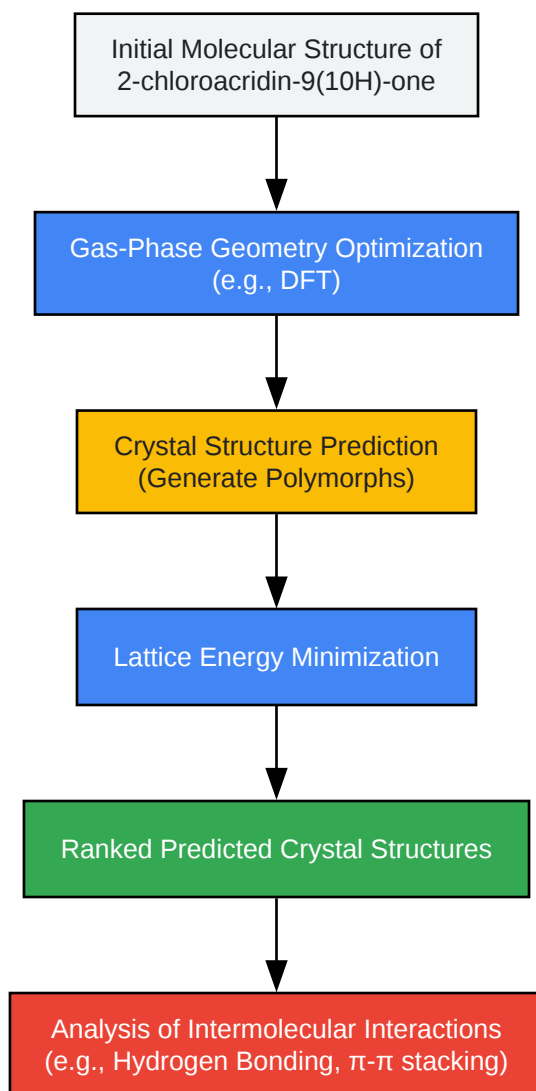 Initial Molecular Structure of
2-chloroacridin-9(10H)-one
Gas-Phase Geometry Optimization
(e.g., DFT)
Crystal Structure Prediction
(Generate Polymorphs)
Lattice Energy Minimization
Ranked Predicted Crystal Structures
Analysis of Intermolecular Interactions
(e.g., Hydrogen Bonding, π-π stacking)